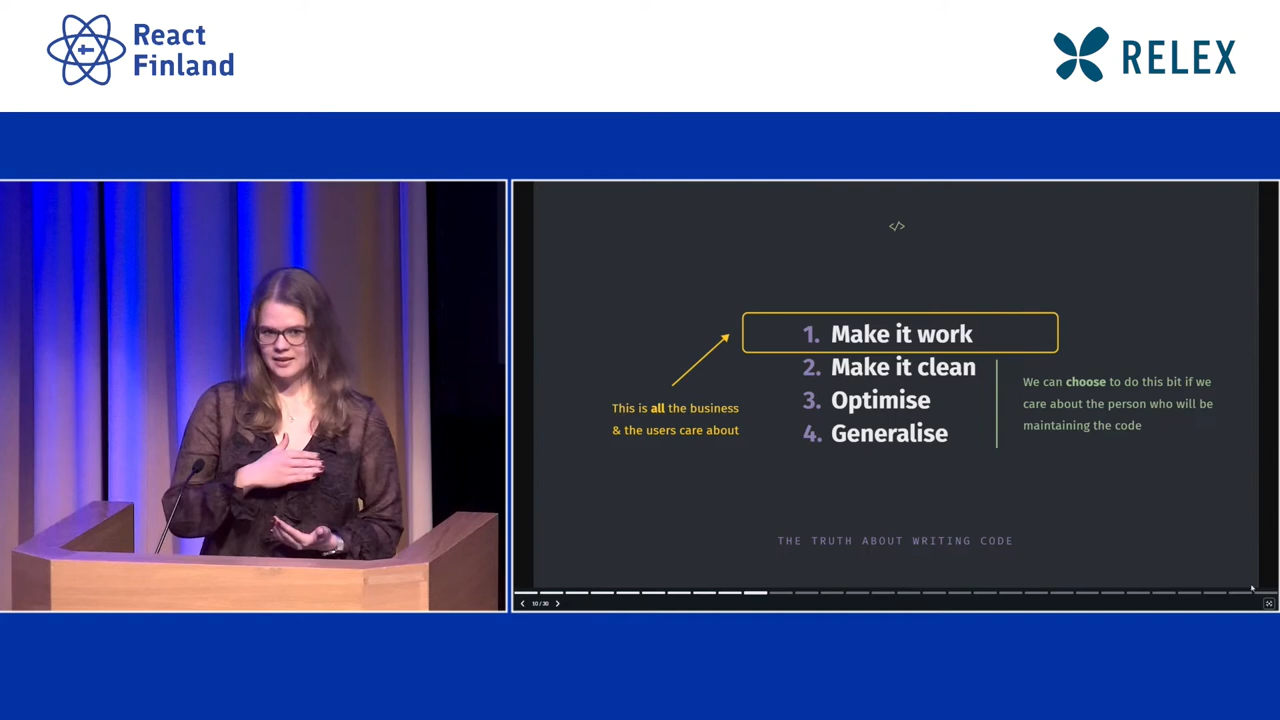 React
Finland
RELEX
</>
1. Make it work
2. Make it clean
3. Optimise
4. Generalise
This is all the business
& the users care about
We can choose to do this bit if we
care about the person who will be
maintaining the code
THE TRUTH ABOUT WRITING CODE
10 / 30